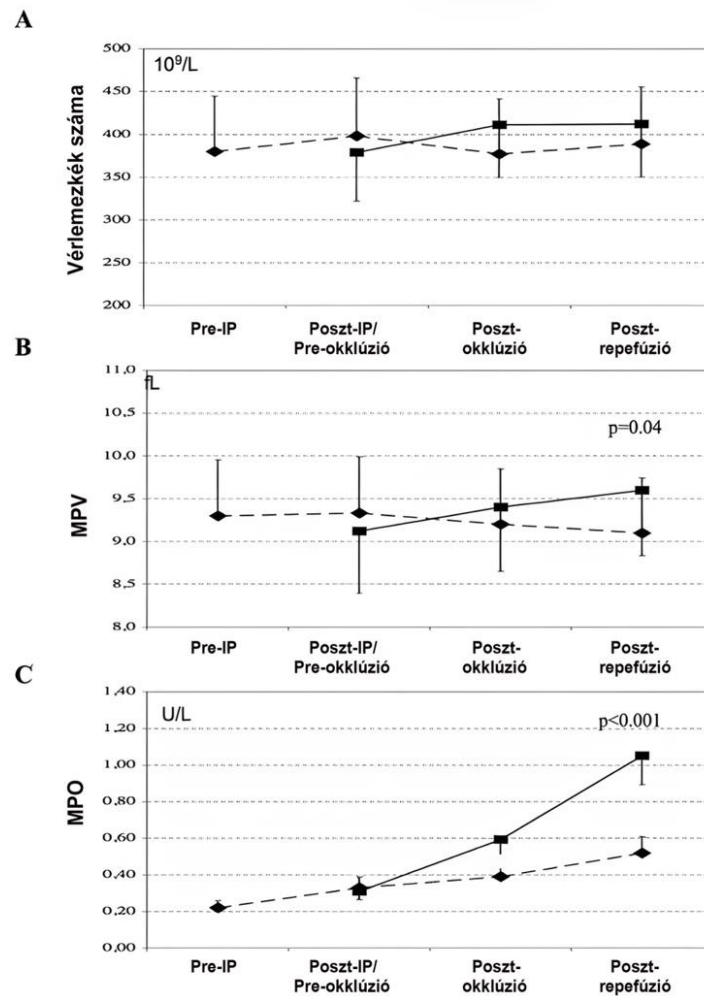 A
10⁹/L
Vérlemezkék száma
500
450
400
350
300
250
200
Pre-IP
Poszt-IP/
Pre-okklúzió
Poszt-
okklúzió
Poszt-
repefúzió
B
fL
MPV
p=0.04
11,0
10,5
10,0
9,5
9,0
8,5
8,0
Pre-IP
Poszt-IP/
Pre-okklúzió
Poszt-
okklúzió
Poszt-
repefúzió
C
U/L
MPO
p<0.001
1,40
1,20
1,00
0,80
0,60
0,40
0,20
0,00
Pre-IP
Poszt-IP/
Pre-okklúzió
Poszt-
okklúzió
Poszt-
repefúzió